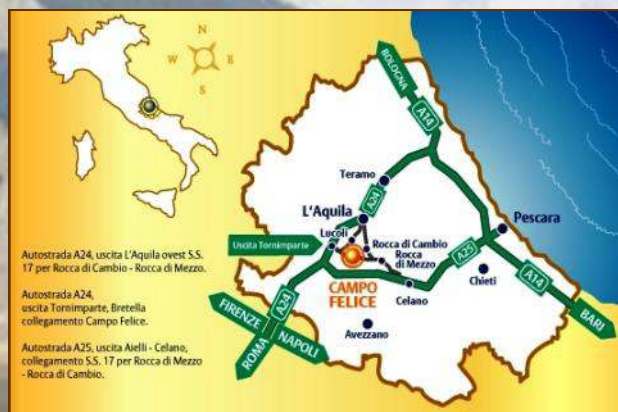 N
W E
S
BOLOGNA
A14
Teramo
A24
L'Aquila
Pescara
Lucoli
Uscita Tornimparte
Rocca di Cambio
Rocca
di Mezzo
A25
CAMPO
FELICE
Celano
Chieti
A14
BARI
A24
Avezzano
FIRENZE
NAPOLI
ROMA
Autostrada A24, uscita L'Aquila ovest S.S.
17 per Rocca di Cambio - Rocca di Mezzo.
Autostrada A24,
uscita Tornimparte, Bretella
collegamento Campo Felice.
Autostrada A25, uscita Aielli - Celano,
collegamento S.S. 17 per Rocca di Mezzo
- Rocca di Cambio.